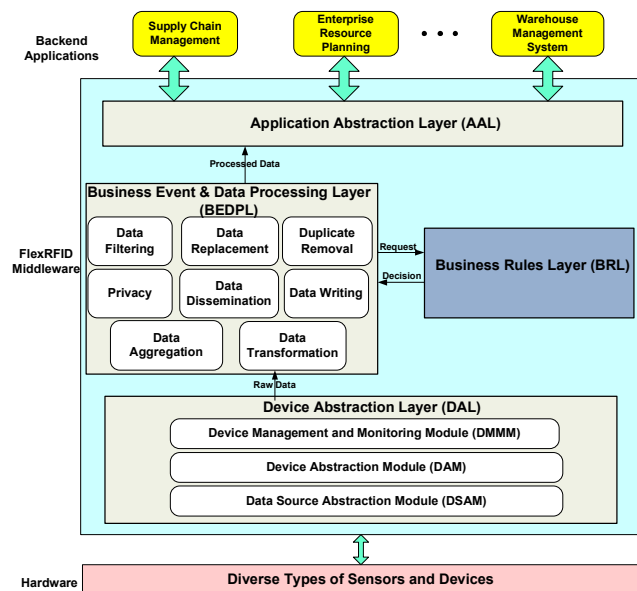 Backend
Applications
Supply Chain
Management
Enterprise
Resource
Planning
Warehouse
Management
System
Application Abstraction Layer (AAL)
Processed Data
FlexRFID
Middleware
Business Event & Data Processing Layer
(BEDPL)
Data
Filtering
Data
Replacement
Duplicate
Removal
Privacy
Data
Dissemination
Data Writing
Data
Aggregation
Data
Transformation
Request
Decision
Business Rules Layer (BRL)
Raw Data
Device Abstraction Layer (DAL)
Device Management and Monitoring Module (DMMM)
Device Abstraction Module (DAM)
Data Source Abstraction Module (DSAM)
Hardware
Diverse Types of Sensors and Devices